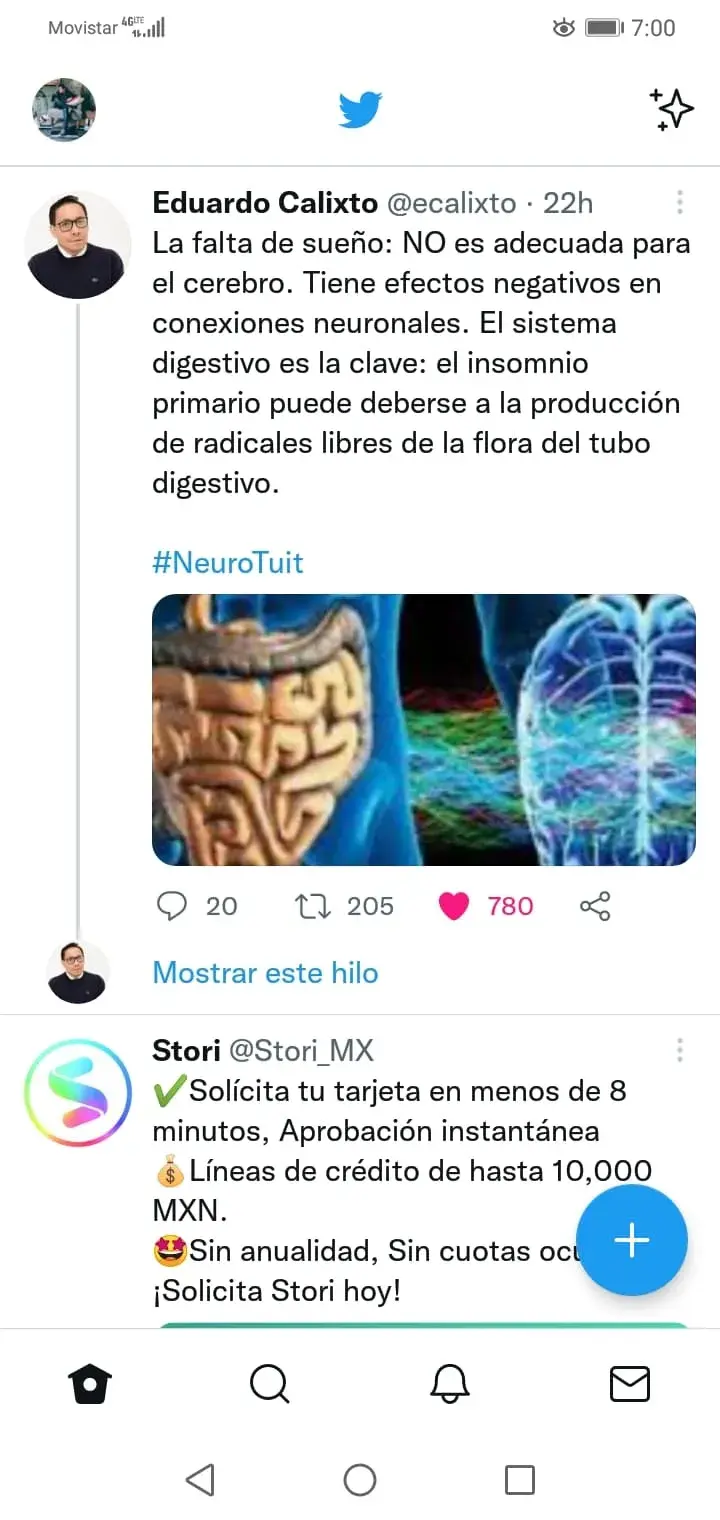 Movistar 4G LTE 7:00
Eduardo Calixto @ecalixto · 22h
La falta de sueño: NO es adecuada para
el cerebro. Tiene efectos negativos en
conexiones neuronales. El sistema
digestivo es la clave: el insomnio
primario puede deberse a la producción
de radicales libres de la flora del tubo
digestivo.
#NeuroTuit
20 205 780
Mostrar este hilo
Stori @Stori_MX
✔Solícita tu tarjeta en menos de 8
minutos, Aprobación instantánea
💰Líneas de crédito de hasta 10,000
MXN.
🤩Sin anualidad, Sin cuotas ocu
¡Solicita Stori hoy!